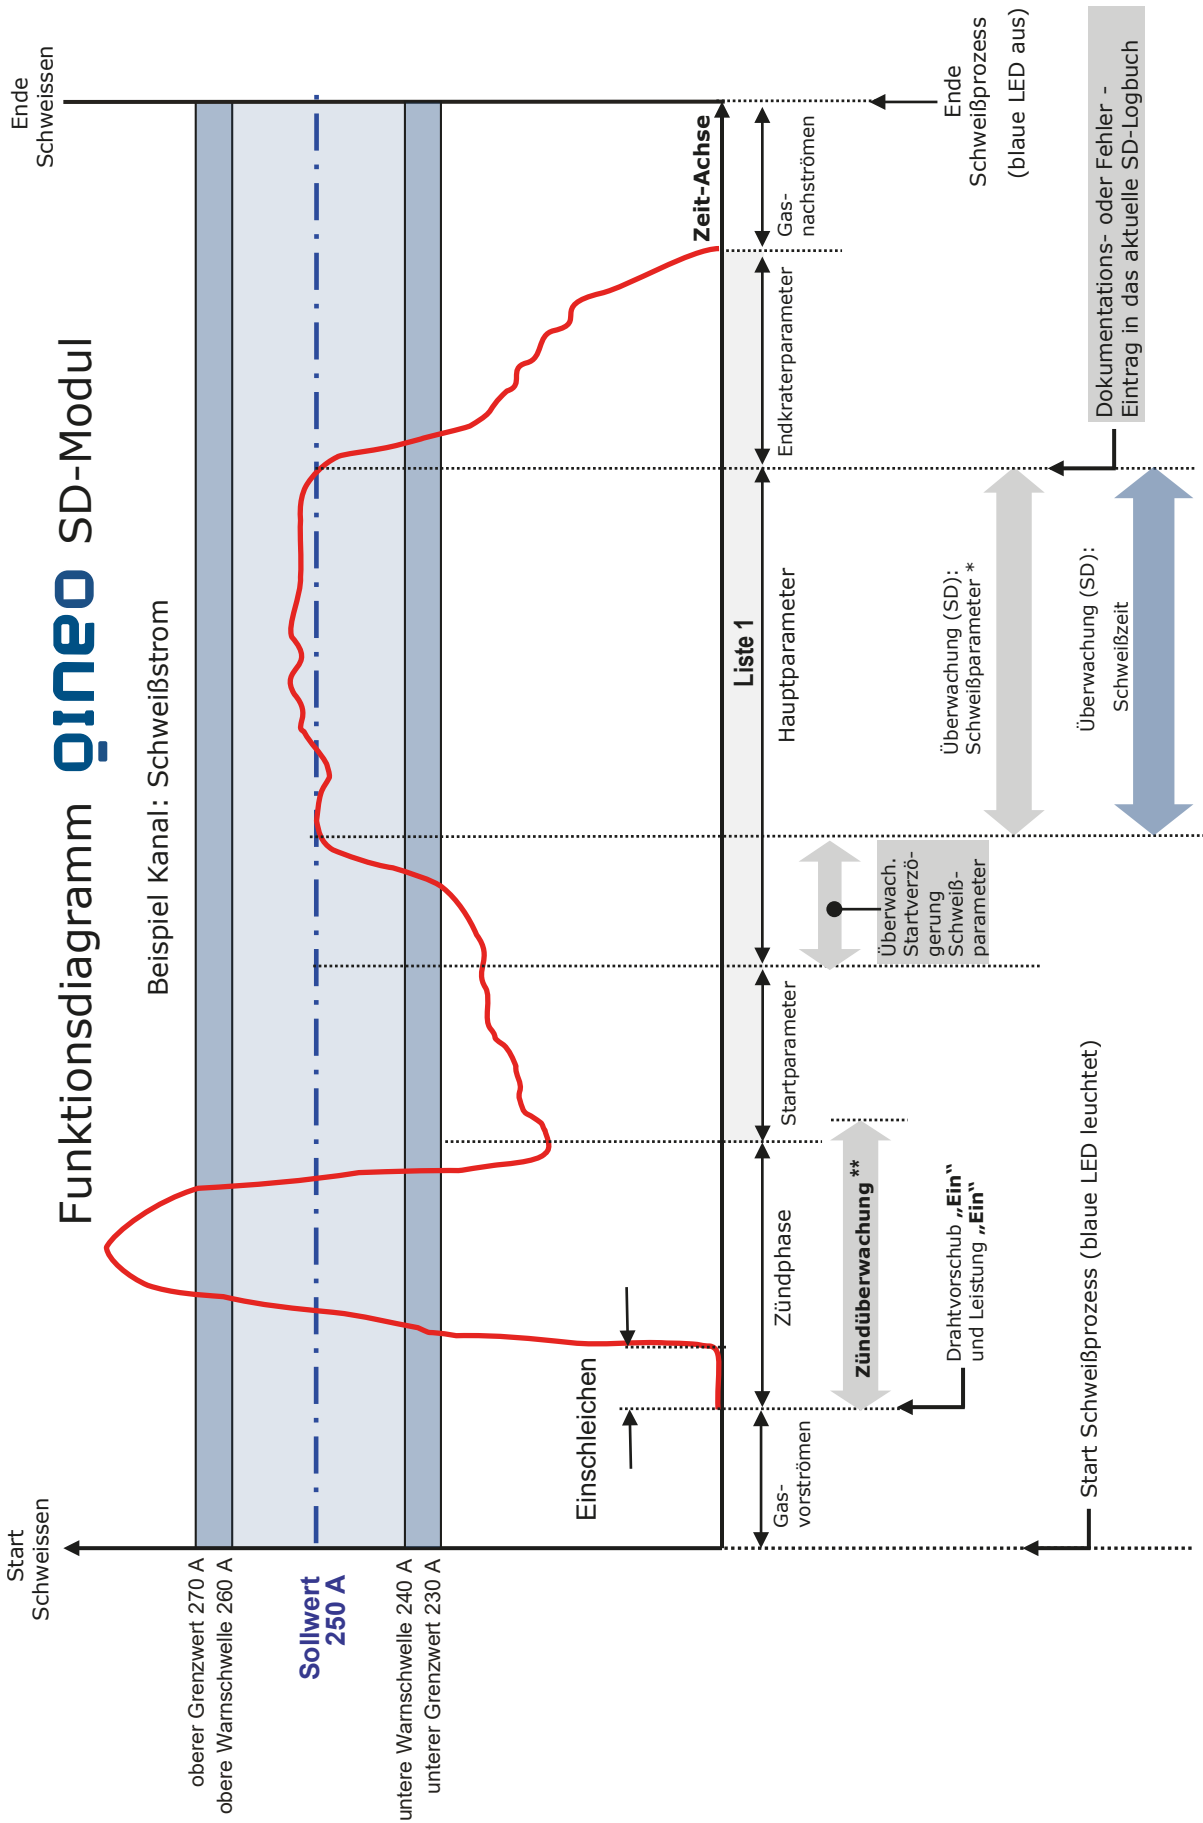 Funktionsdiagramm qineo SD-Modul
Beispiel Kanal: Schweißstrom
Start
Schweissen
Ende
Schweissen
oberer Grenzwert 270 A
obere Warnschwelle 260 A
Sollwert
250 A
untere Warnschwelle 240 A
unterer Grenzwert 230 A
Einschleichen
Zeit-Achse
Liste 1
Gas-
vorströmen
Zündphase
Startparameter
Hauptparameter
Endkraterparameter
Gas-
nachströmen
Zündüberwachung **
Überwach.
Startverzö-
gerung
Schweiß-
parameter
Drahtvorschub „Ein“
und Leistung „Ein“
Überwachung (SD):
Schweißparameter *
Ende
Schweißprozess
(blaue LED aus)
Start Schweißprozess (blaue LED leuchtet)
Überwachung (SD):
Schweißzeit
Dokumentations- oder Fehler -
Eintrag in das aktuelle SD-Logbuch